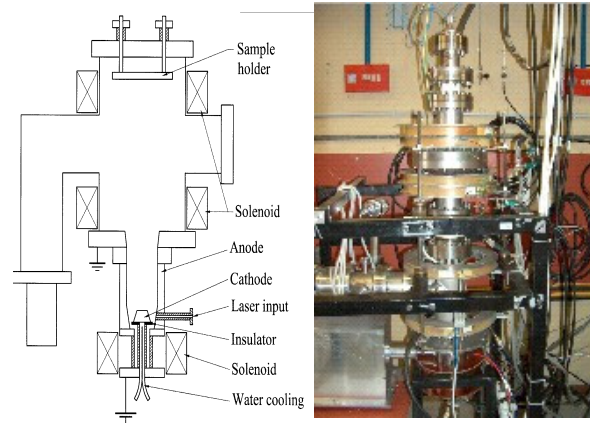 Sample
holder
Solenoid
Anode
Cathode
Laser input
Insulator
Solenoid
Water cooling